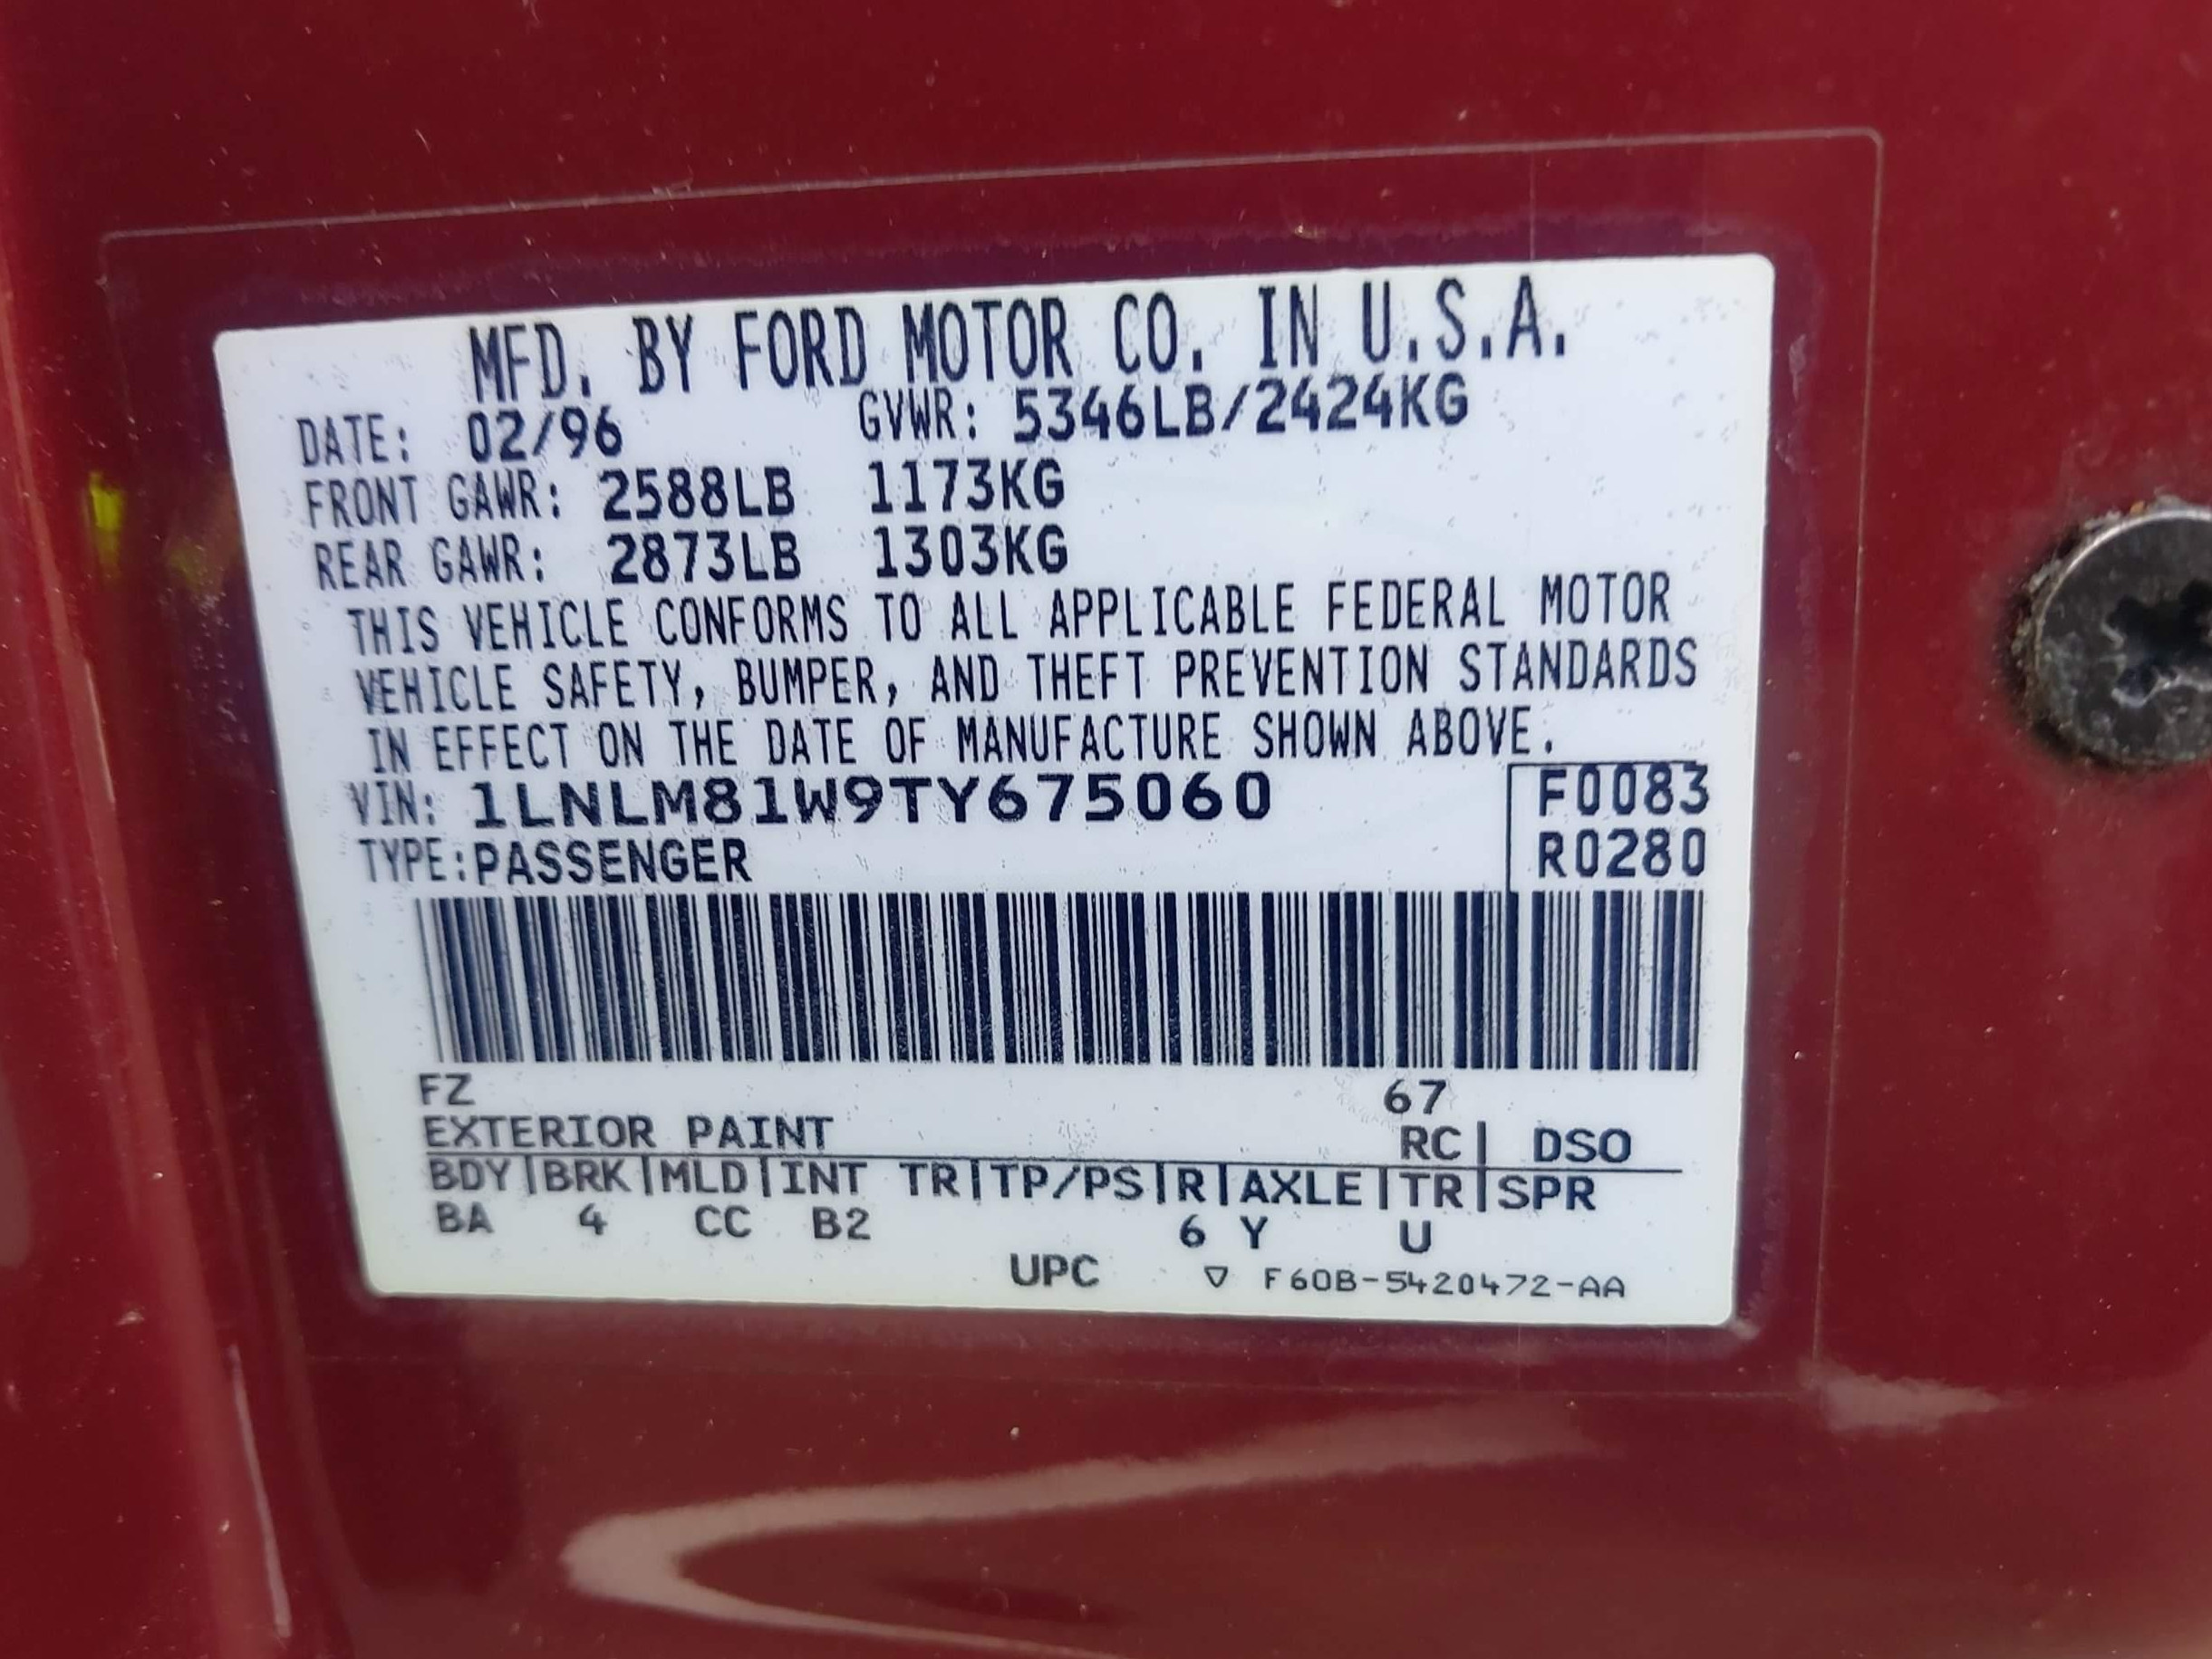 MFD. BY FORD MOTOR CO. IN U.S.A.
DATE: 02/96 GVWR: 5346LB/2424KG
FRONT GAWR: 2588LB 1173KG
REAR GAWR: 2873LB 1303KG
THIS VEHICLE CONFORMS TO ALL APPLICABLE FEDERAL MOTOR
VEHICLE SAFETY, BUMPER, AND THEFT PREVENTION STANDARDS
IN EFFECT ON THE DATE OF MANUFACTURE SHOWN ABOVE.
VIN: 1LNLM81W9TY675060 F0083
TYPE:PASSENGER R0280
FZ 67
EXTERIOR PAINT RC| DSO
BDY|BRK|MLD|INT TR|TP/PS|R|AXLE|TR|SPR
BA 4 CC B2 6 Y U
UPC ▽ F60B-5420472-AA